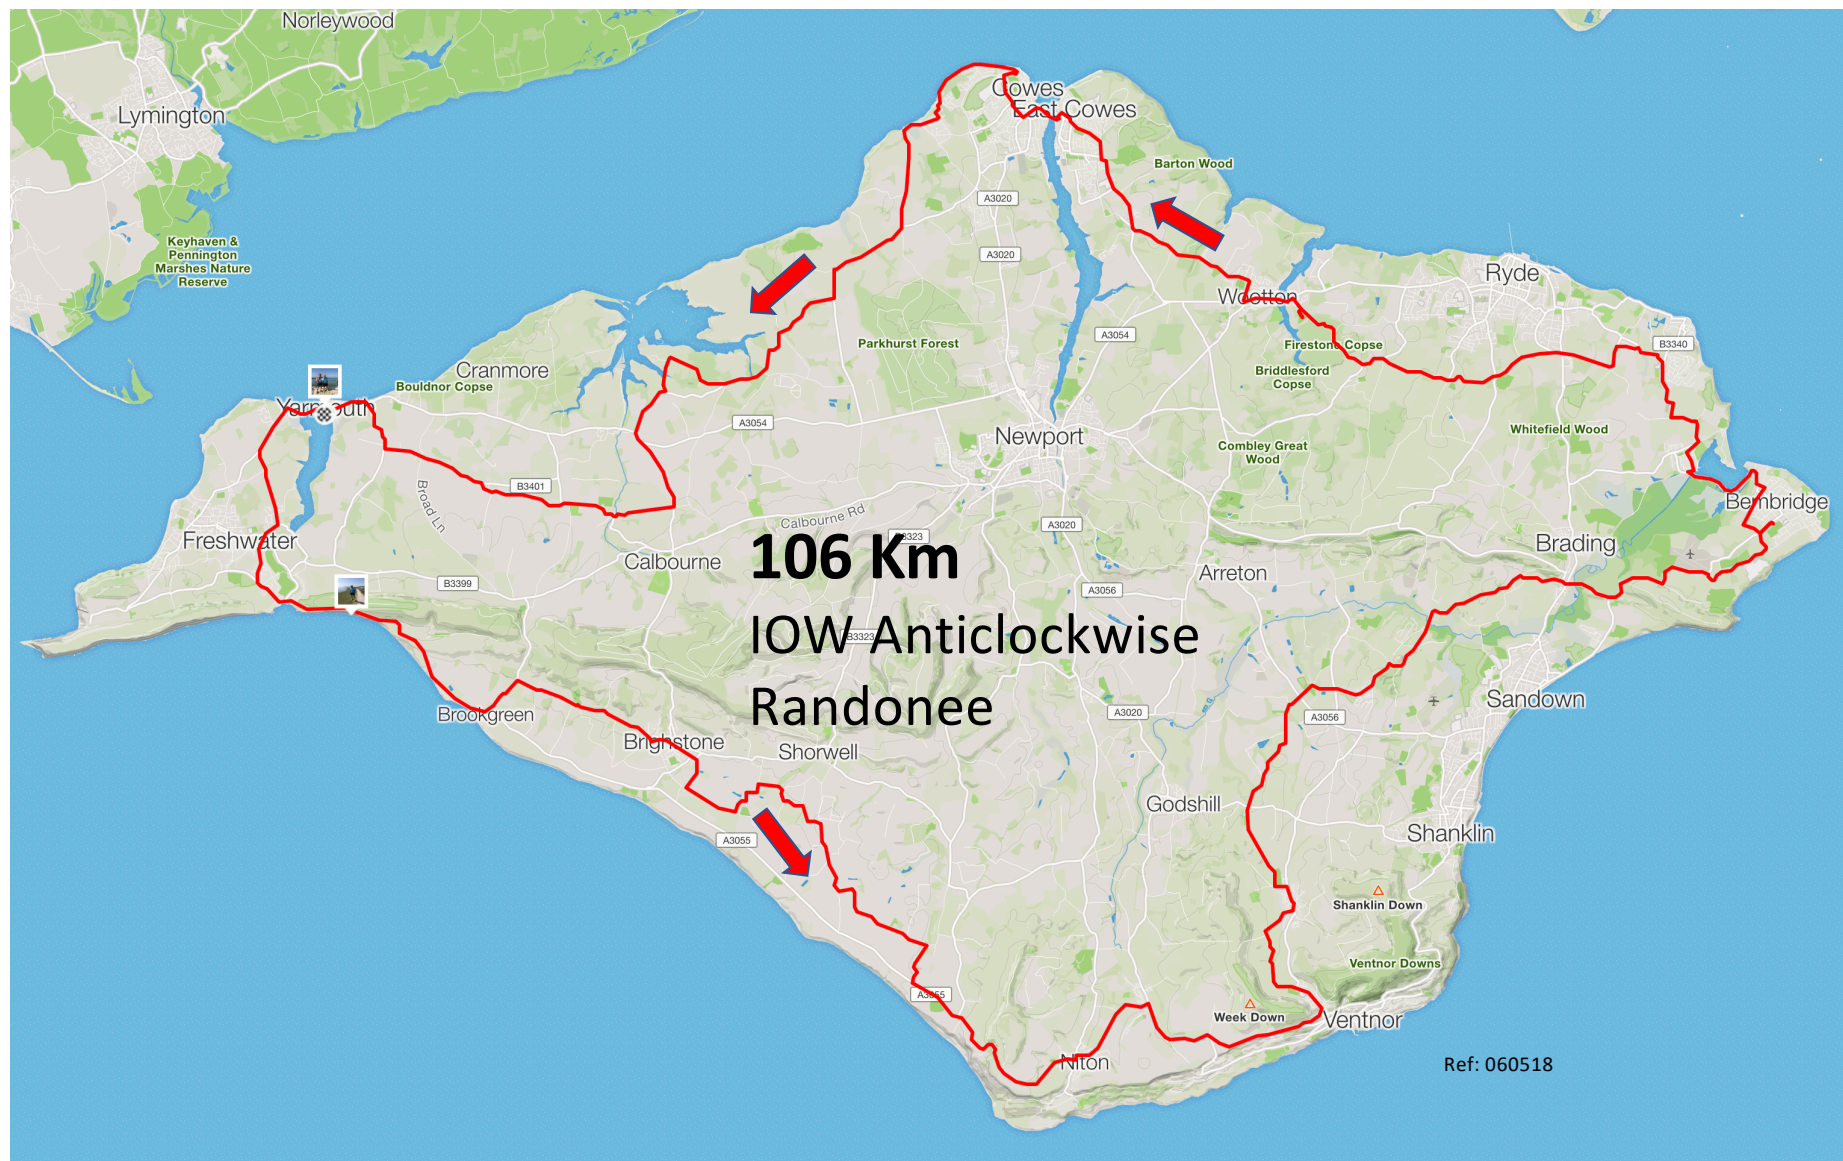 Norleywood
Lymington
Cowes
East Cowes
Barton Wood
A3020
Keyhaven &
Pennington
Marshes Nature
Reserve
A3020
Ryde
Wootton
A3054
Parkhurst Forest
Firestone Copse
B3340
Cranmore
Bouldnor Copse
Briddlesford
Copse
Yarmouth
A3054
Newport
Whitefield Wood
Combley Great
Wood
B3401
Broad Ln
Bembridge
Calbourne Rd
A3020
Freshwater
B3323
Brading
Calbourne
106 Km
Arreton
B3399
A3056
IOW Anticlockwise
B3323
Randonee
Sandown
Brookgreen
A3020
A3056
Brighstone
Shorwell
Godshill
A3055
Shanklin
Shanklin Down
Ventnor Downs
A3055
Week Down
Ventnor
Niton
Ref: 060518